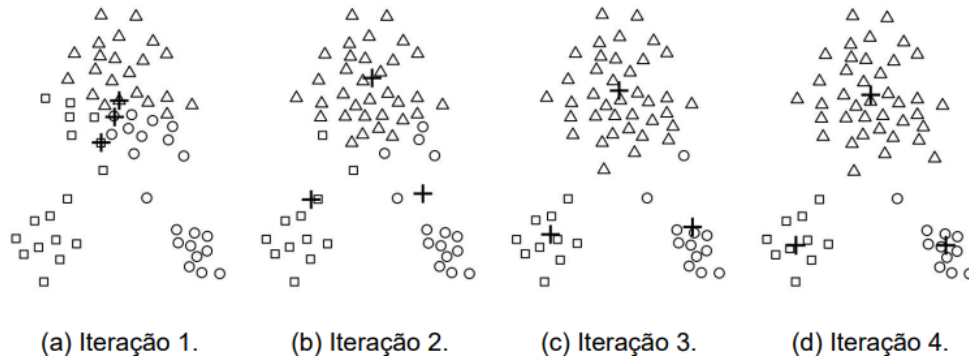 (a) Iteração 1.
(b) Iteração 2.
(c) Iteração 3.
(d) Iteração 4.